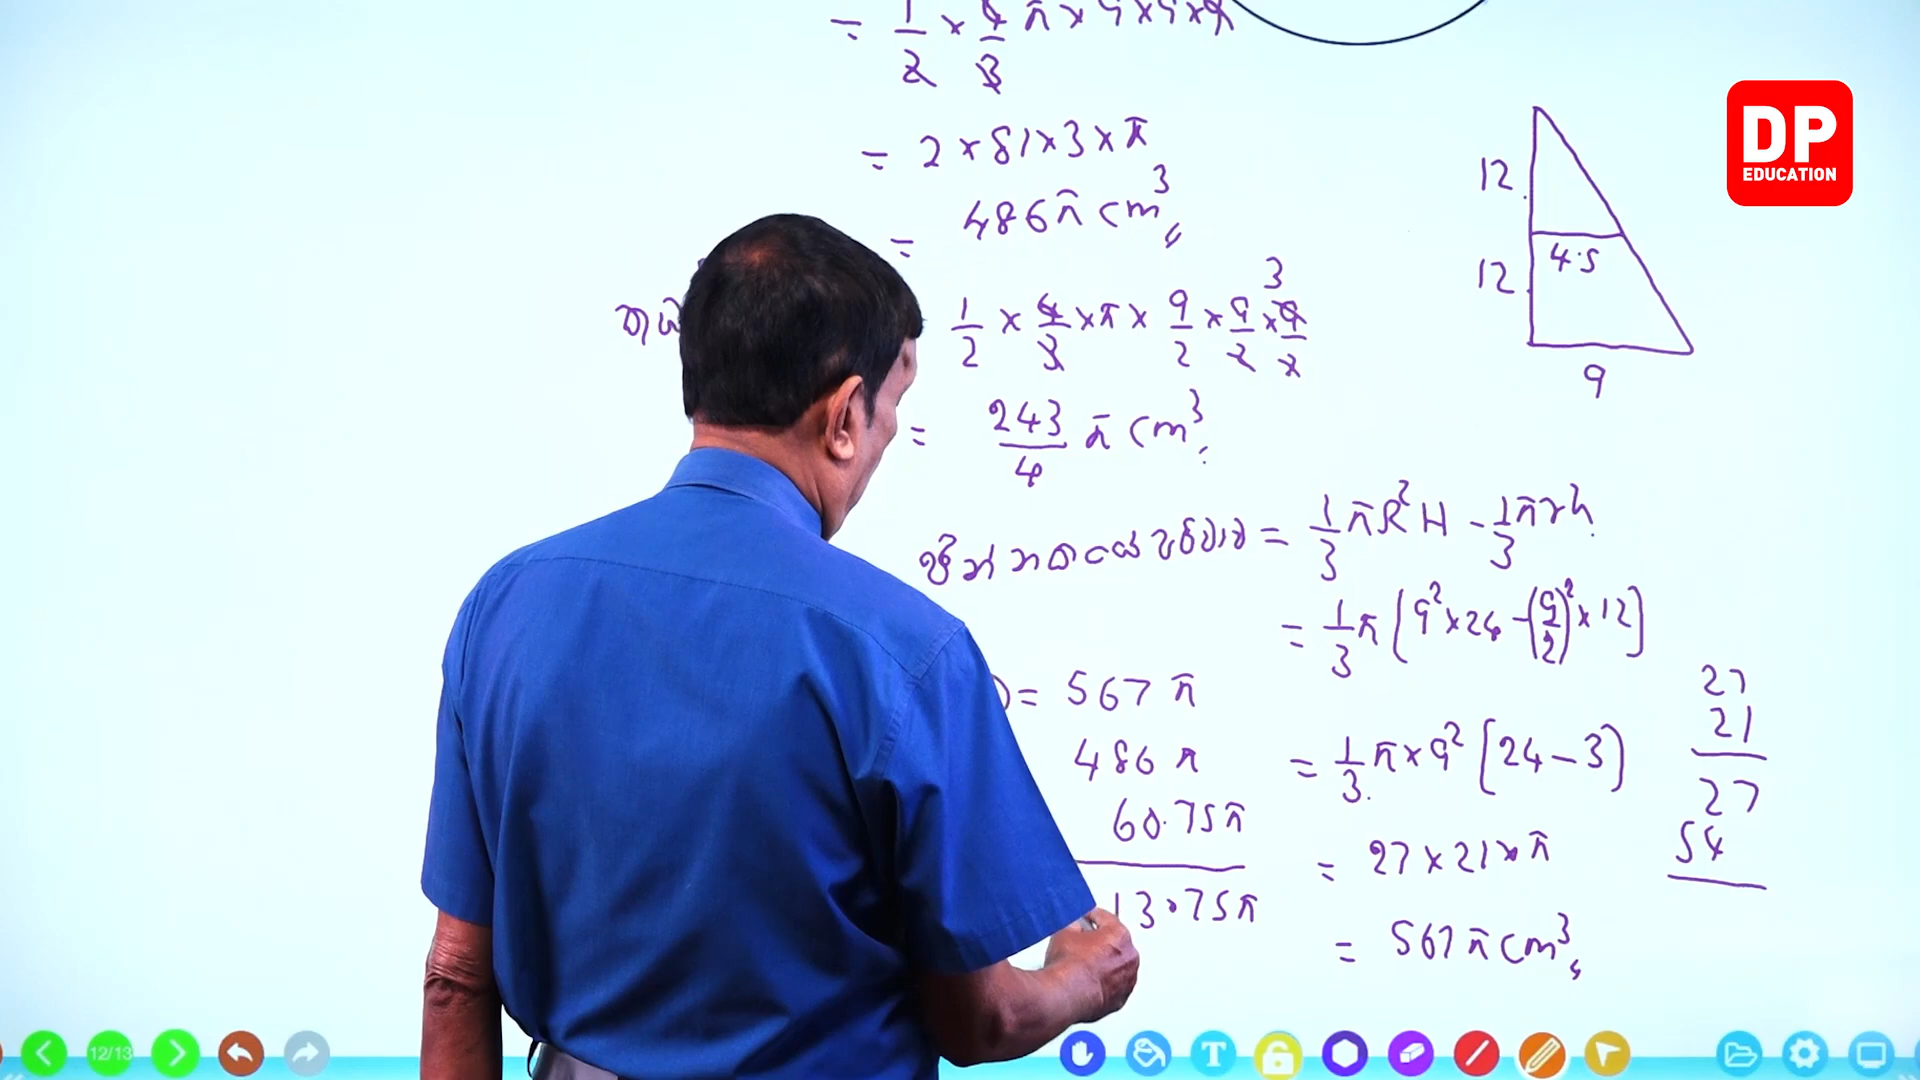 = 1/2 × 4/3 π × 9 × 9 × 9
= 2 × 81 × 3 × π
= 486 π cm³
1/2 × 4/3 × π × 9/2 × 9/2 × 9/2
3
= 243/4 π cm³
= 1/3 πR²H - 1/3 πr²h
= 1/3 π [9² × 24 - (9/2)² × 12]
= 1/3 π × 9² [24 - 3]
= 27 × 21 × π
= 567 π cm³
= 567 π
486 π
60.75 π
13.75 π
27
21
27
54
12
12
4.5
9
DP
EDUCATION
12/13
T